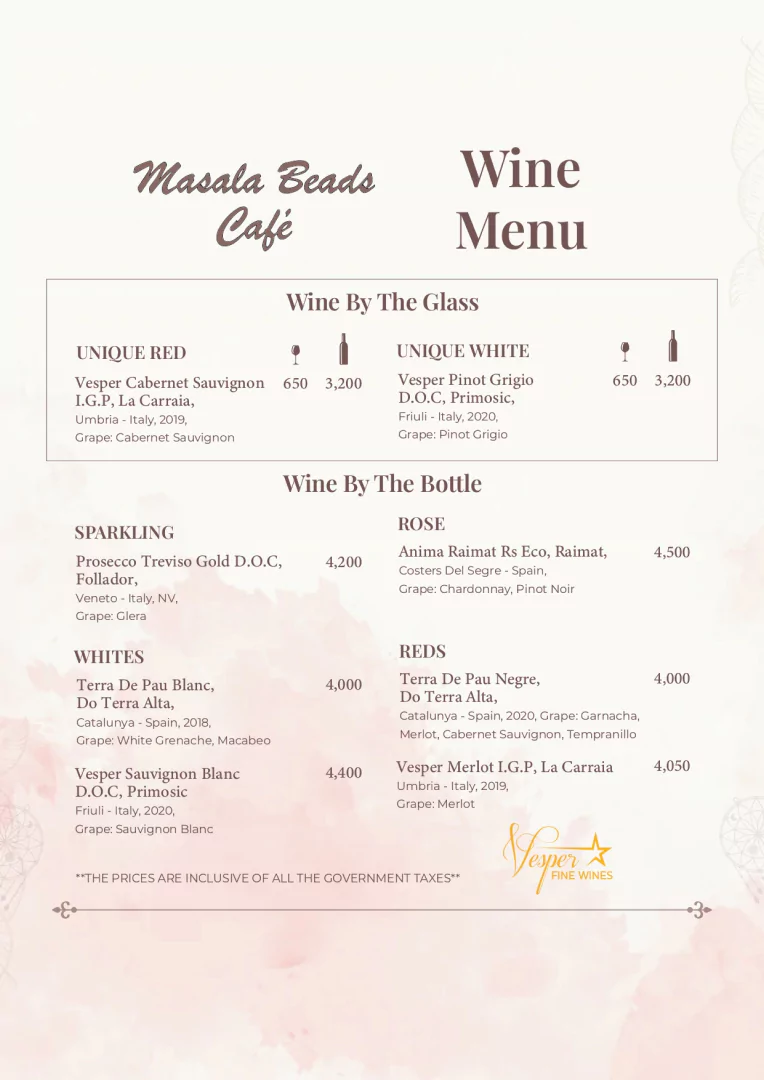 Masala Beads
Café
Wine
Menu
Wine By The Glass
UNIQUE RED
Vesper Cabernet Sauvignon 650 3,200
I.G.P, La Carraia,
Umbria - Italy, 2019,
Grape: Cabernet Sauvignon
UNIQUE WHITE
Vesper Pinot Grigio 650 3,200
D.O.C, Primosic,
Friuli - Italy, 2020,
Grape: Pinot Grigio
Wine By The Bottle
SPARKLING
Prosecco Treviso Gold D.O.C, 4,200
Follador,
Veneto - Italy, NV,
Grape: Glera
ROSE
Anima Raimat Rs Eco, Raimat, 4,500
Costers Del Segre - Spain,
Grape: Chardonnay, Pinot Noir
WHITES
Terra De Pau Blanc, 4,000
Do Terra Alta,
Catalunya - Spain, 2018,
Grape: White Grenache, Macabeo
Vesper Sauvignon Blanc 4,400
D.O.C, Primosic
Friuli - Italy, 2020,
Grape: Sauvignon Blanc
REDS
Terra De Pau Negre, 4,000
Do Terra Alta,
Catalunya - Spain, 2020, Grape: Garnacha,
Merlot, Cabernet Sauvignon, Tempranillo
Vesper Merlot I.G.P, La Carraia 4,050
Umbria - Italy, 2019,
Grape: Merlot
Vesper
FINE WINES
**THE PRICES ARE INCLUSIVE OF ALL THE GOVERNMENT TAXES**